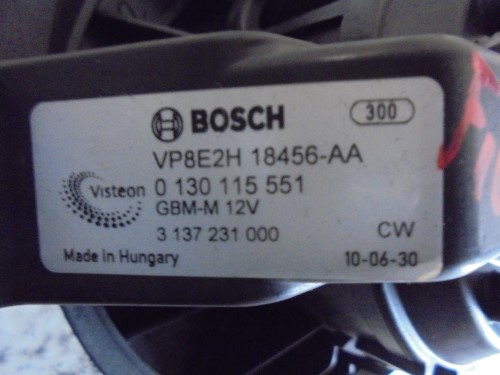 BOSCH 300
VP8E2H 18456-AA
Visteon 0 130 115 551
GBM-M 12V
3 137 231 000 CW
Made in Hungary 10-06-30